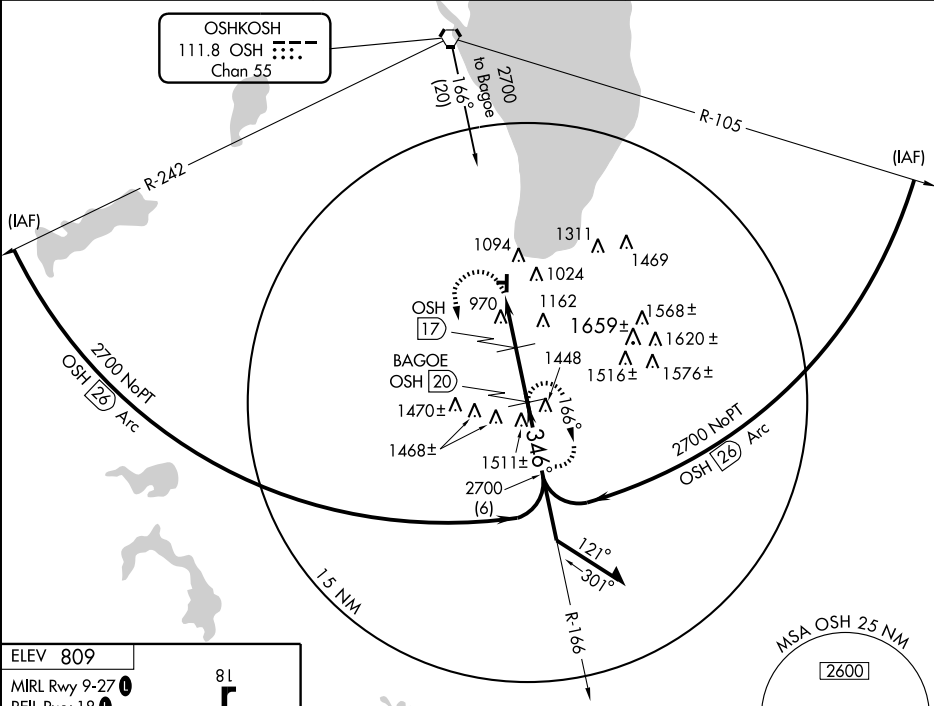 OSHKOSH
111.8 OSH
Chan 55
2700
to Bagoe
166°
(20)
R-242
R-105
(IAF)
(IAF)
1094
1311
1469
1024
OSH
17
970
1162
1568±
1659±
1620 ±
BAGOE
OSH 20
1448
1516±
1576±
2700 NoPT
OSH 26 Arc
1470±
166°
1468±
1511±
346°
2700 NoPT
OSH 26 Arc
2700
(6)
121°
301°
15 NM
R-166
MSA OSH 25 NM
2600
ELEV 809
18
MIRL Rwy 9-27 L
REIL Rwy 18 L